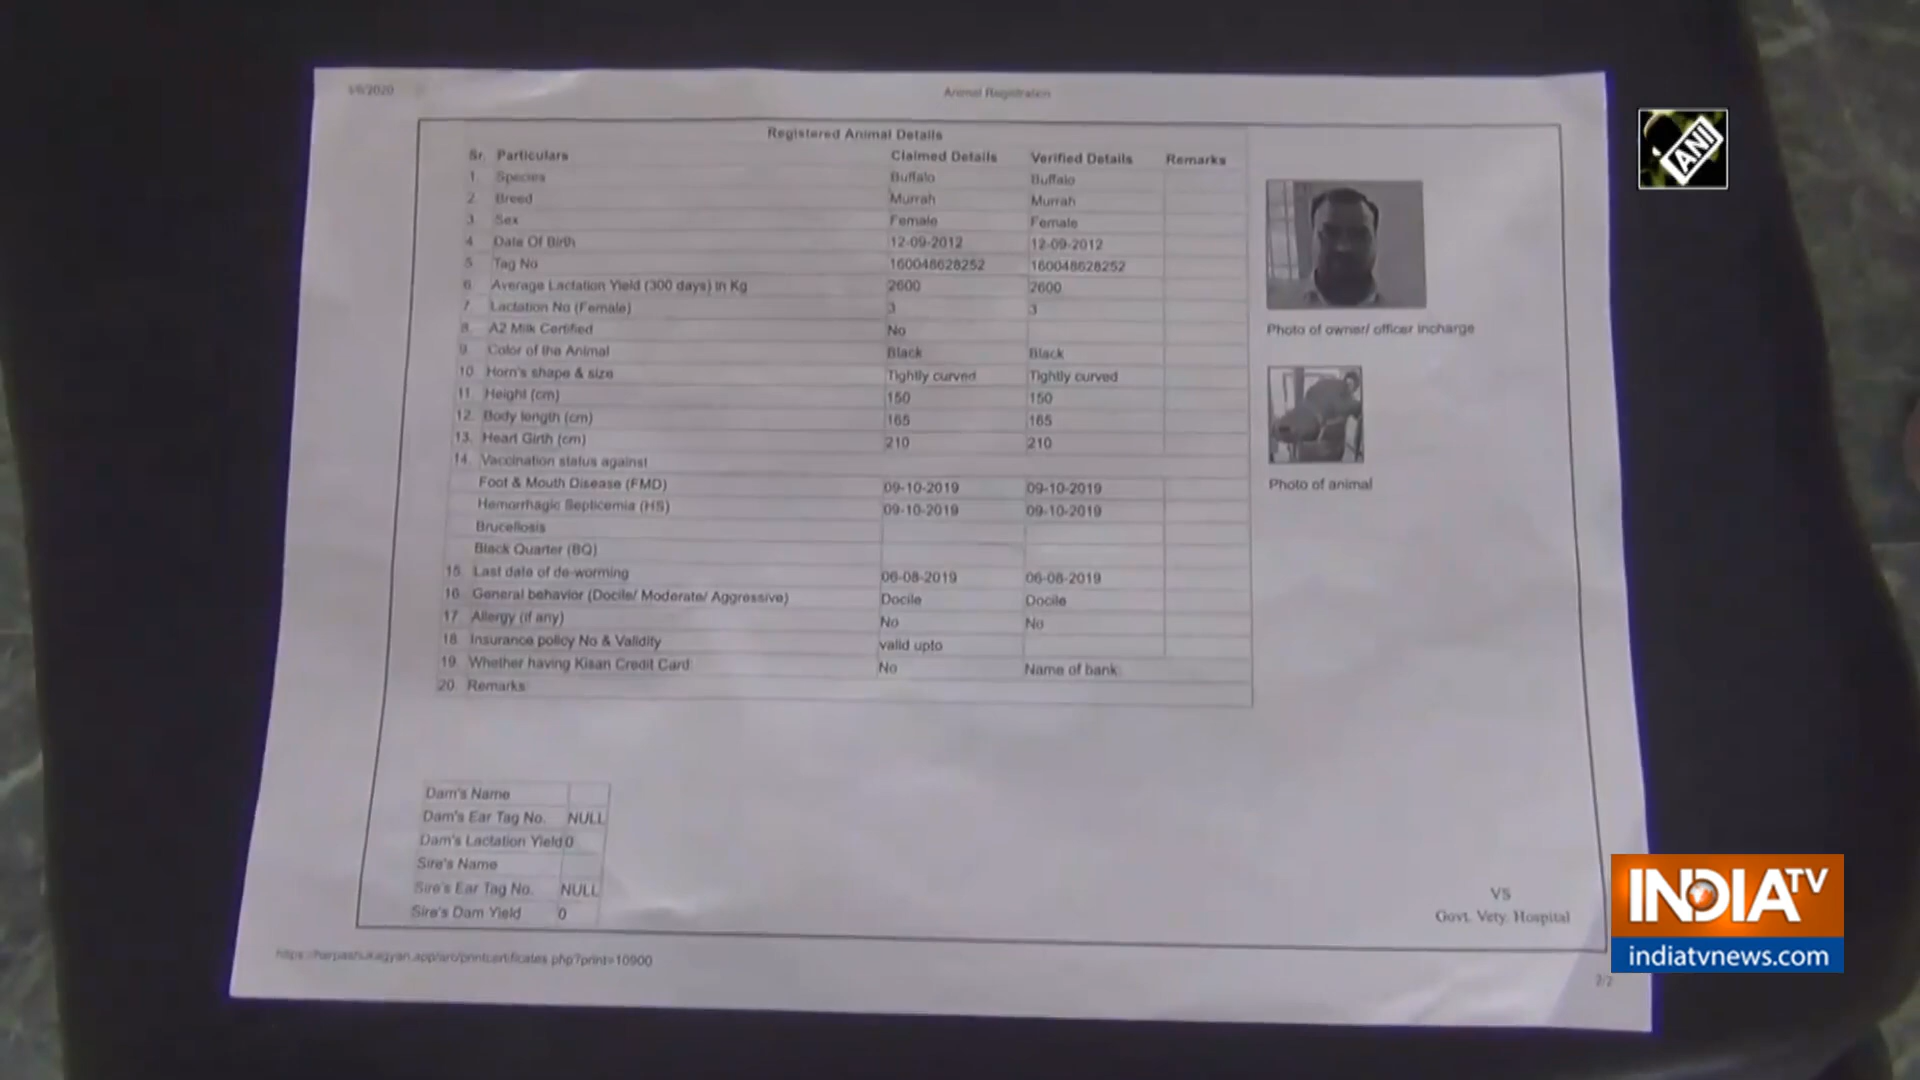 Animal Registration
Registered Animal Details
Sr. Particulars Claimed Details Verified Details Remarks
1. Species Buffalo Buffalo
2. Breed Murrah Murrah
3. Sex Female Female
4. Date Of Birth 12-09-2012 12-09-2012
5. Tag No 160048628252 160048628252
6. Average Lactation Yield (300 days) in Kg 2600 2600
7. Lactation No (Female) 3 3
8. A2 Milk Certified No
9. Color of the Animal Black Black
10. Horn's shape & size Tightly curved Tightly curved
11. Height (cm) 150 150
12. Body length (cm) 165 165
13. Heart Girth (cm) 210 210
14. Vaccination status against
Foot & Mouth Disease (FMD) 09-10-2019 09-10-2019
Hemorrhagic Septicemia (HS) 09-10-2019 09-10-2019
Brucellosis
Black Quarter (BQ)
15. Last date of de-worming 06-08-2019 06-08-2019
16. General behavior (Docile/ Moderate/ Aggressive) Docile Docile
17. Allergy (if any) No No
18. Insurance policy No & Validity valid upto
19. Whether having Kisan Credit Card No Name of bank
20. Remarks
Photo of owner/ officer incharge
Photo of animal
Dam's Name
Dam's Ear Tag No. NULL
Dam's Lactation Yield 0
Sire's Name
Sire's Ear Tag No. NULL
Sire's Dam Yield 0
VS
Govt. Vety. Hospital
2/2
ANI
INDIA TV
indiatvnews.com